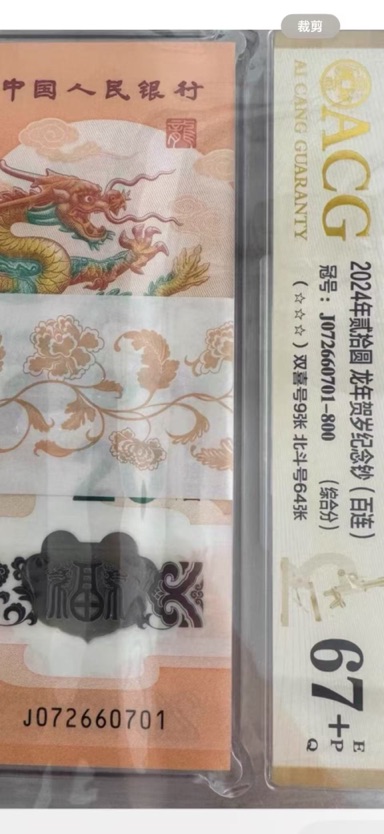 裁剪
中国人民银行
龍
福
J072660701
ACG
AI CANG GUARANTY
2024年贰拾圆 龙年贺岁纪念钞（百连）
冠号：J072660701-800 （综合分）
（☆☆☆）双喜号9张 北斗号64张
67+
E
P
Q